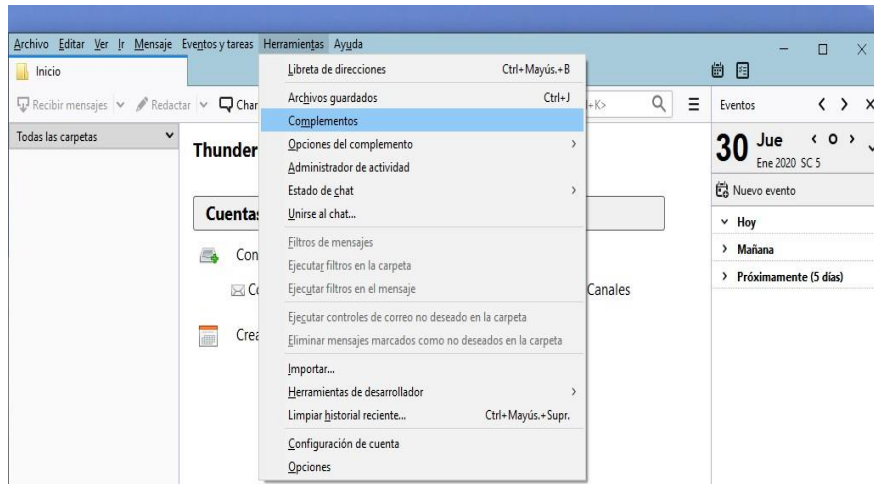 Archivo Editar Ver Ir Mensaje Eventos y tareas Herramientas Ayuda
Inicio
Recibir mensajes Redactar Char
+K>
Todas las carpetas
Thunder
Cuentas
Con
Co
Canales
Crea
Libreta de direcciones Ctrl+Mayús.+B
Archivos guardados Ctrl+J
Complementos
Opciones del complemento
Administrador de actividad
Estado de chat
Unirse al chat...
Filtros de mensajes
Ejecutar filtros en la carpeta
Ejecutar filtros en el mensaje
Ejecutar controles de correo no deseado en la carpeta
Eliminar mensajes marcados como no deseados en la carpeta
Importar...
Herramientas de desarrollador
Limpiar historial reciente... Ctrl+Mayús.+Supr.
Configuración de cuenta
Opciones
Eventos
30 Jue
Ene 2020 SC 5
Nuevo evento
Hoy
Mañana
Próximamente (5 días)